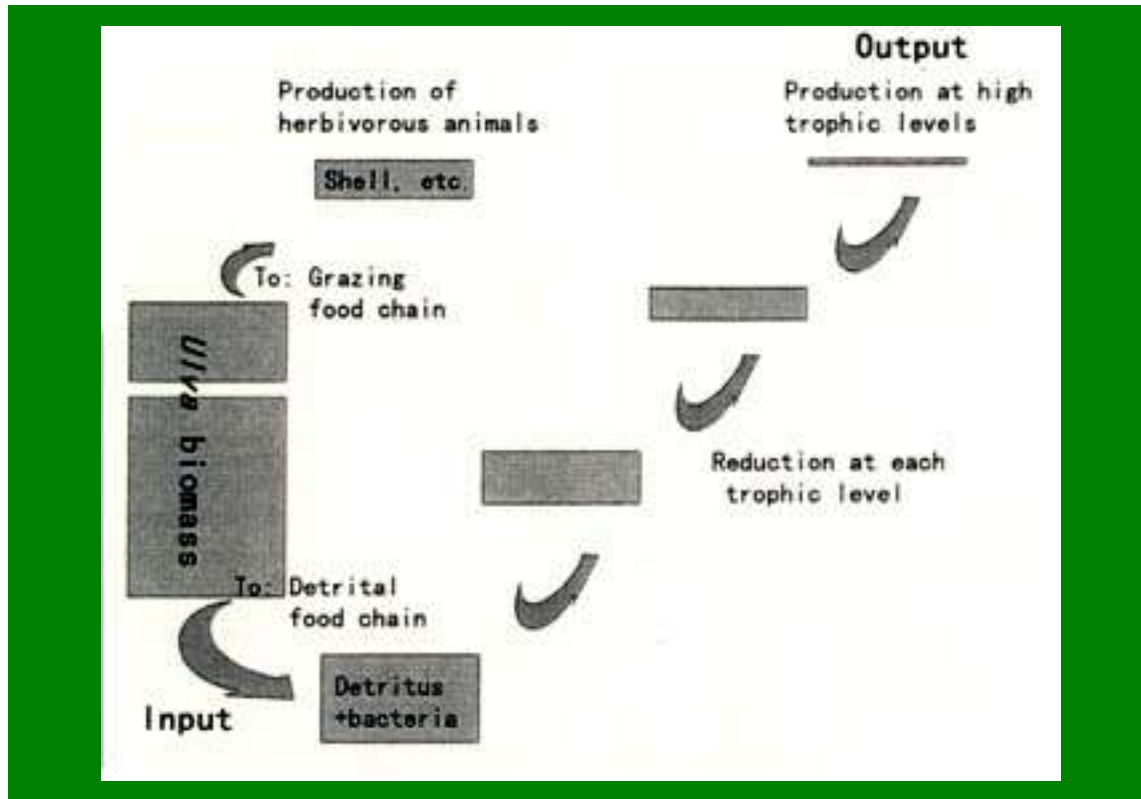 Output
Production of
herbivorous animals
Production at high
trophic levels
Shell, etc.
To: Grazing
food chain
Ulva biomass
Reduction at each
trophic level
To: Detrital
food chain
Input
Detritus
+bacteria